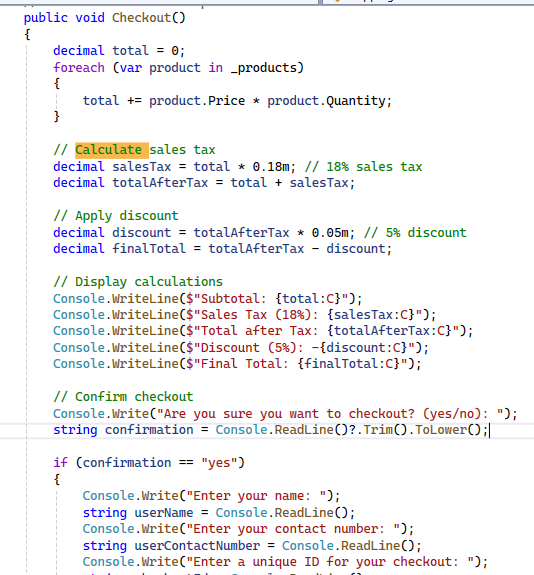 public void Checkout()
{
decimal total = 0;
foreach (var product in _products)
{
total += product.Price * product.Quantity;
}
// Calculate sales tax
decimal salesTax = total * 0.18m; // 18% sales tax
decimal totalAfterTax = total + salesTax;
// Apply discount
decimal discount = totalAfterTax * 0.05m; // 5% discount
decimal finalTotal = totalAfterTax - discount;
// Display calculations
Console.WriteLine($"Subtotal: {total:C}");
Console.WriteLine($"Sales Tax (18%): {salesTax:C}");
Console.WriteLine($"Total after Tax: {totalAfterTax:C}");
Console.WriteLine($"Discount (5%): -{discount:C}");
Console.WriteLine($"Final Total: {finalTotal:C}");
// Confirm checkout
Console.Write("Are you sure you want to checkout? (yes/no): ");
string confirmation = Console.ReadLine()?.Trim().ToLower();
if (confirmation == "yes")
{
Console.Write("Enter your name: ");
string userName = Console.ReadLine();
Console.Write("Enter your contact number: ");
string userContactNumber = Console.ReadLine();
Console.Write("Enter a unique ID for your checkout: ");